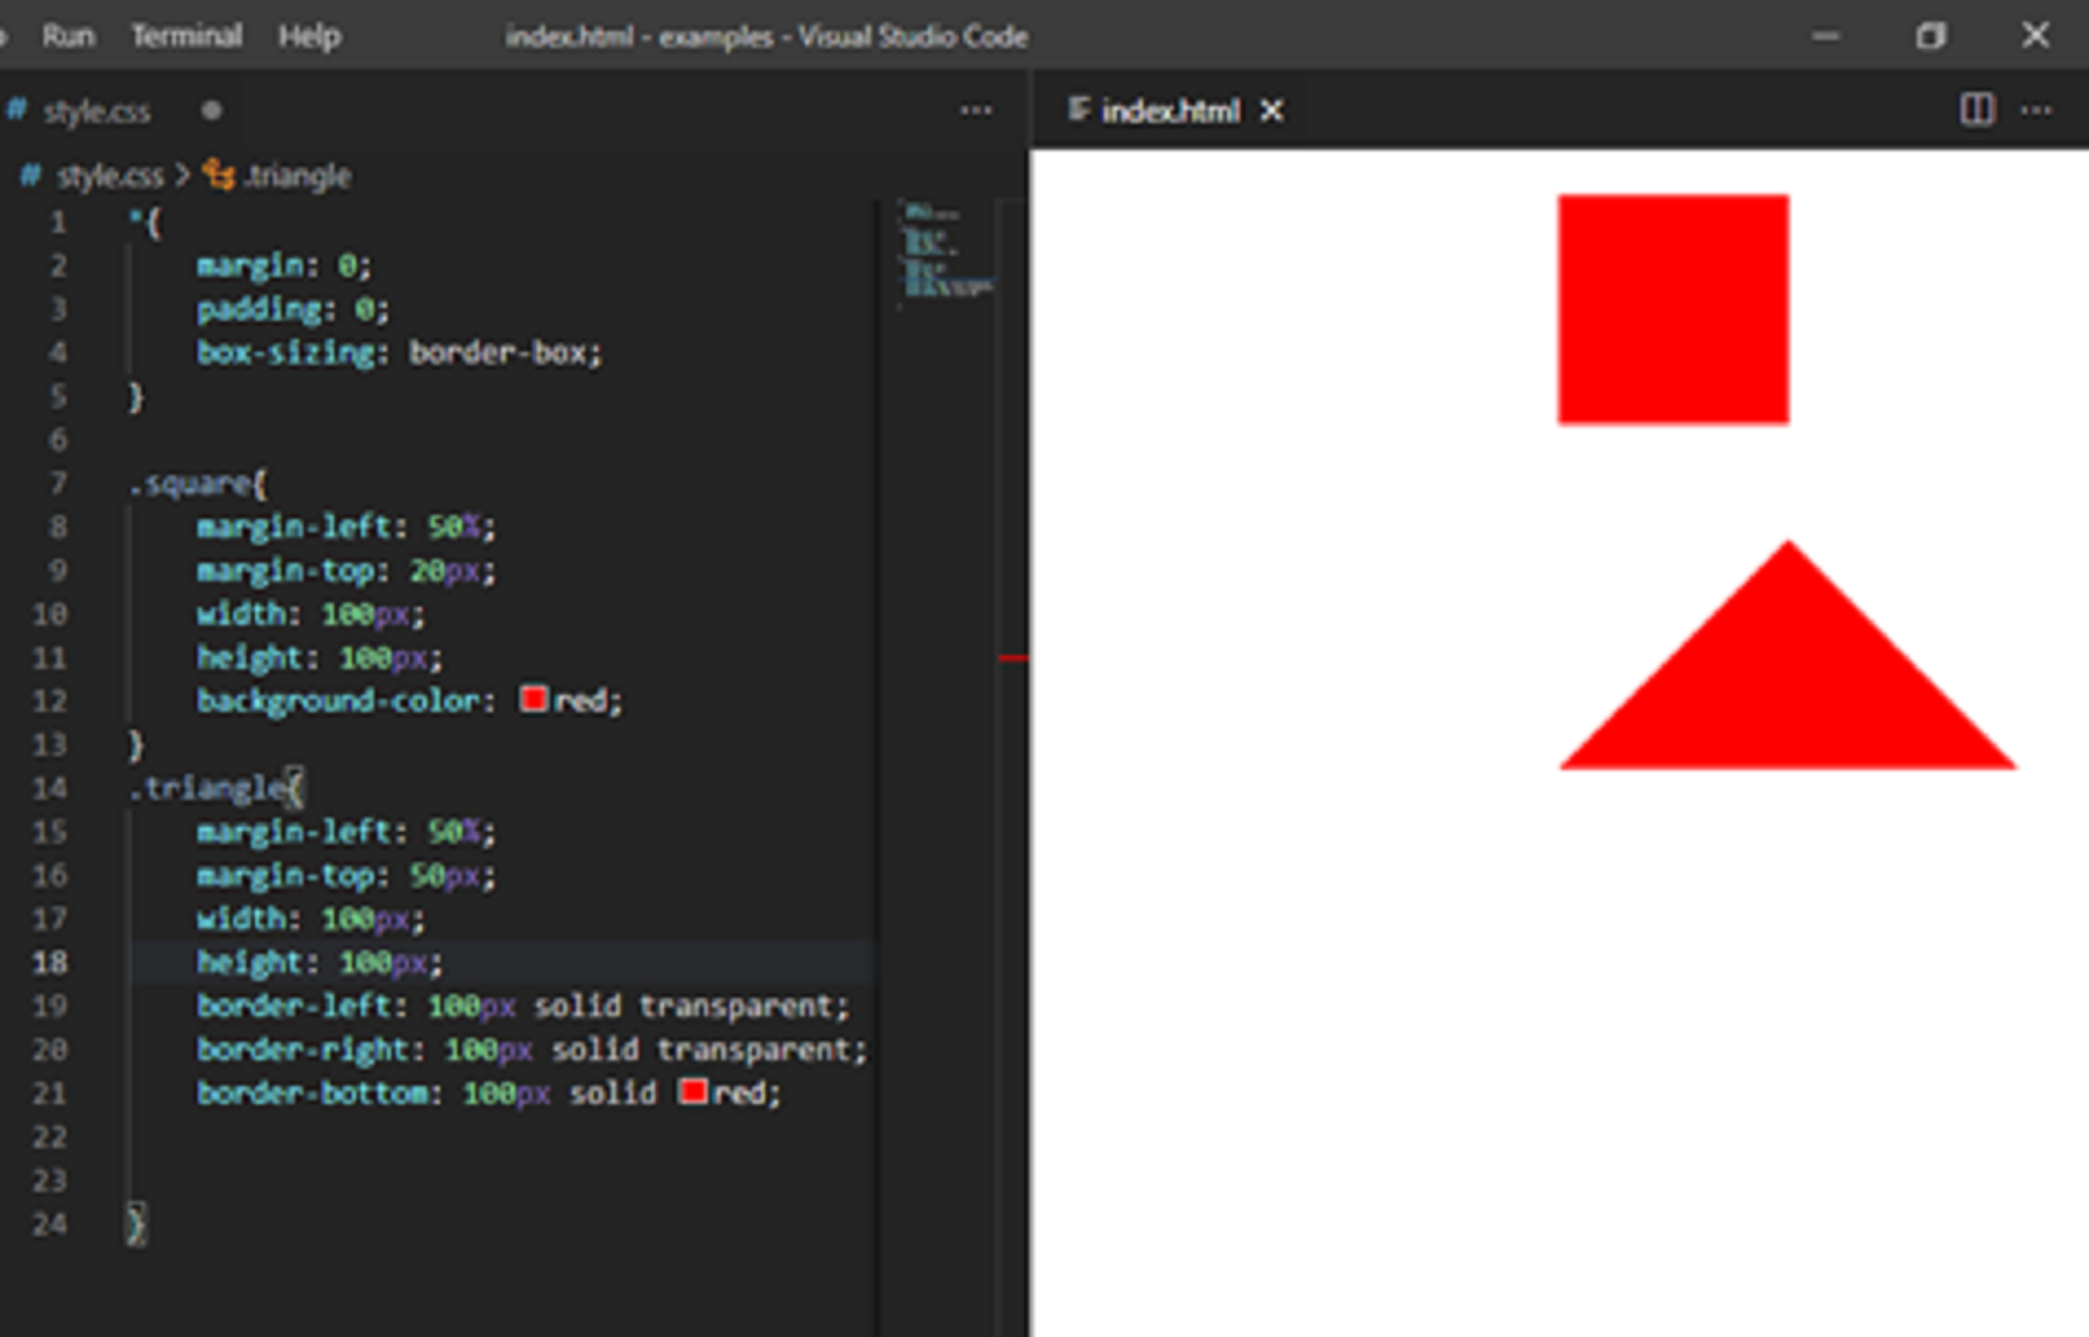 Run Terminal Help index.html - examples - Visual Studio Code
# style.css
index.html
# style.css > .triangle
1 *{
2 margin: 0;
3 padding: 0;
4 box-sizing: border-box;
5 }
6
7 .square{
8 margin-left: 50%;
9 margin-top: 20px;
10 width: 100px;
11 height: 100px;
12 background-color: red;
13 }
14 .triangle{
15 margin-left: 50%;
16 margin-top: 50px;
17 width: 100px;
18 height: 100px;
19 border-left: 100px solid transparent;
20 border-right: 100px solid transparent;
21 border-bottom: 100px solid red;
22
23
24 }